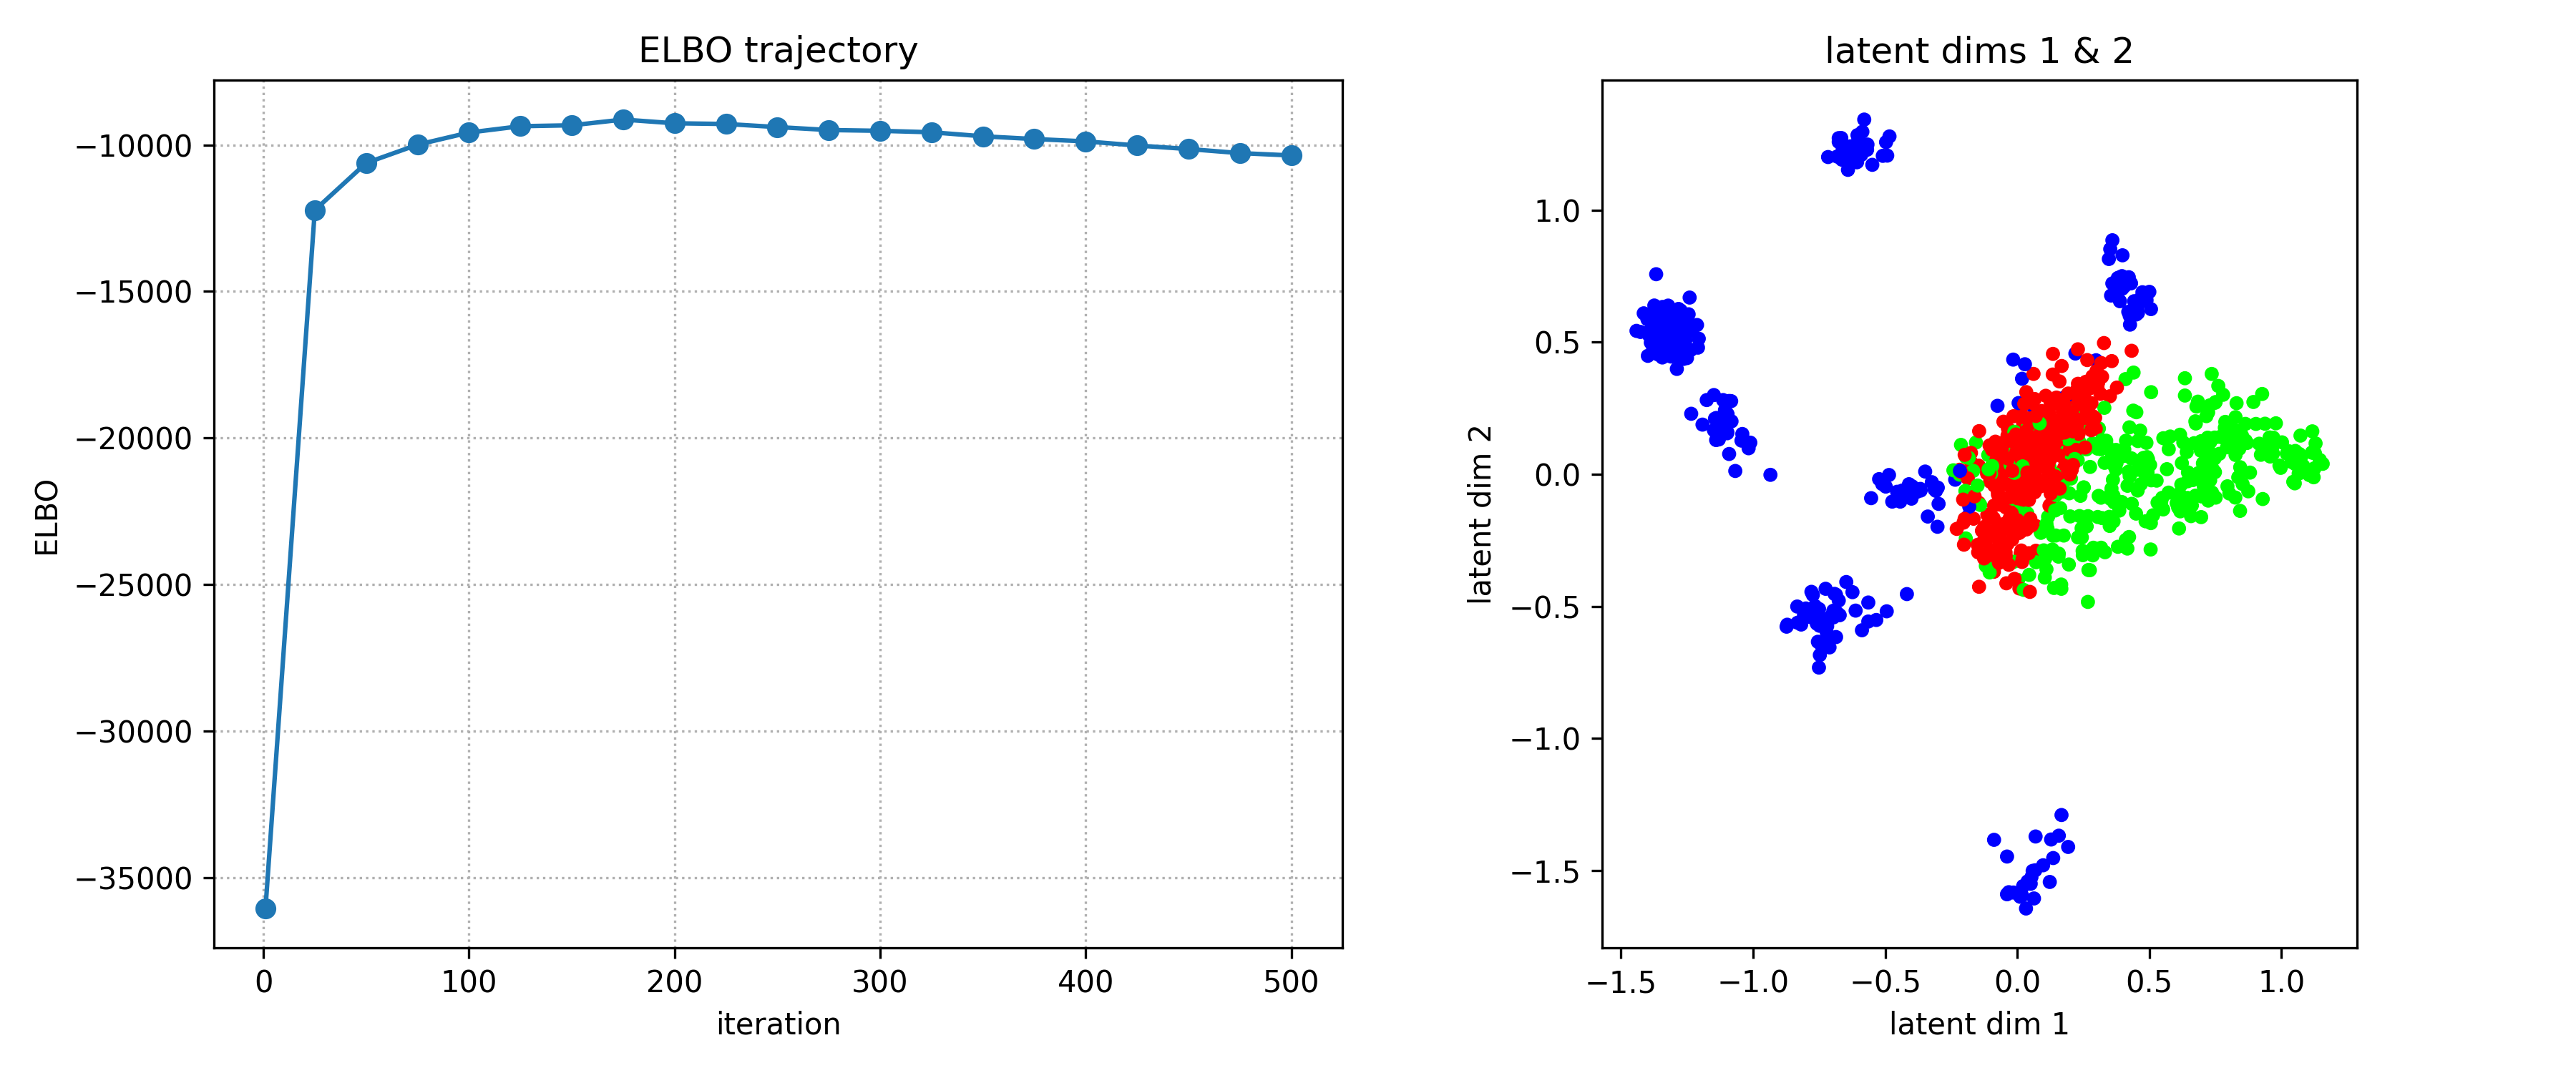 ELBO trajectory
−10000
−15000
−20000
−25000
−30000
−35000
ELBO
0 100 200 300 400 500
iteration
latent dims 1 & 2
1.0
0.5
0.0
−0.5
−1.0
−1.5
latent dim 2
−1.5 −1.0 −0.5 0.0 0.5 1.0
latent dim 1